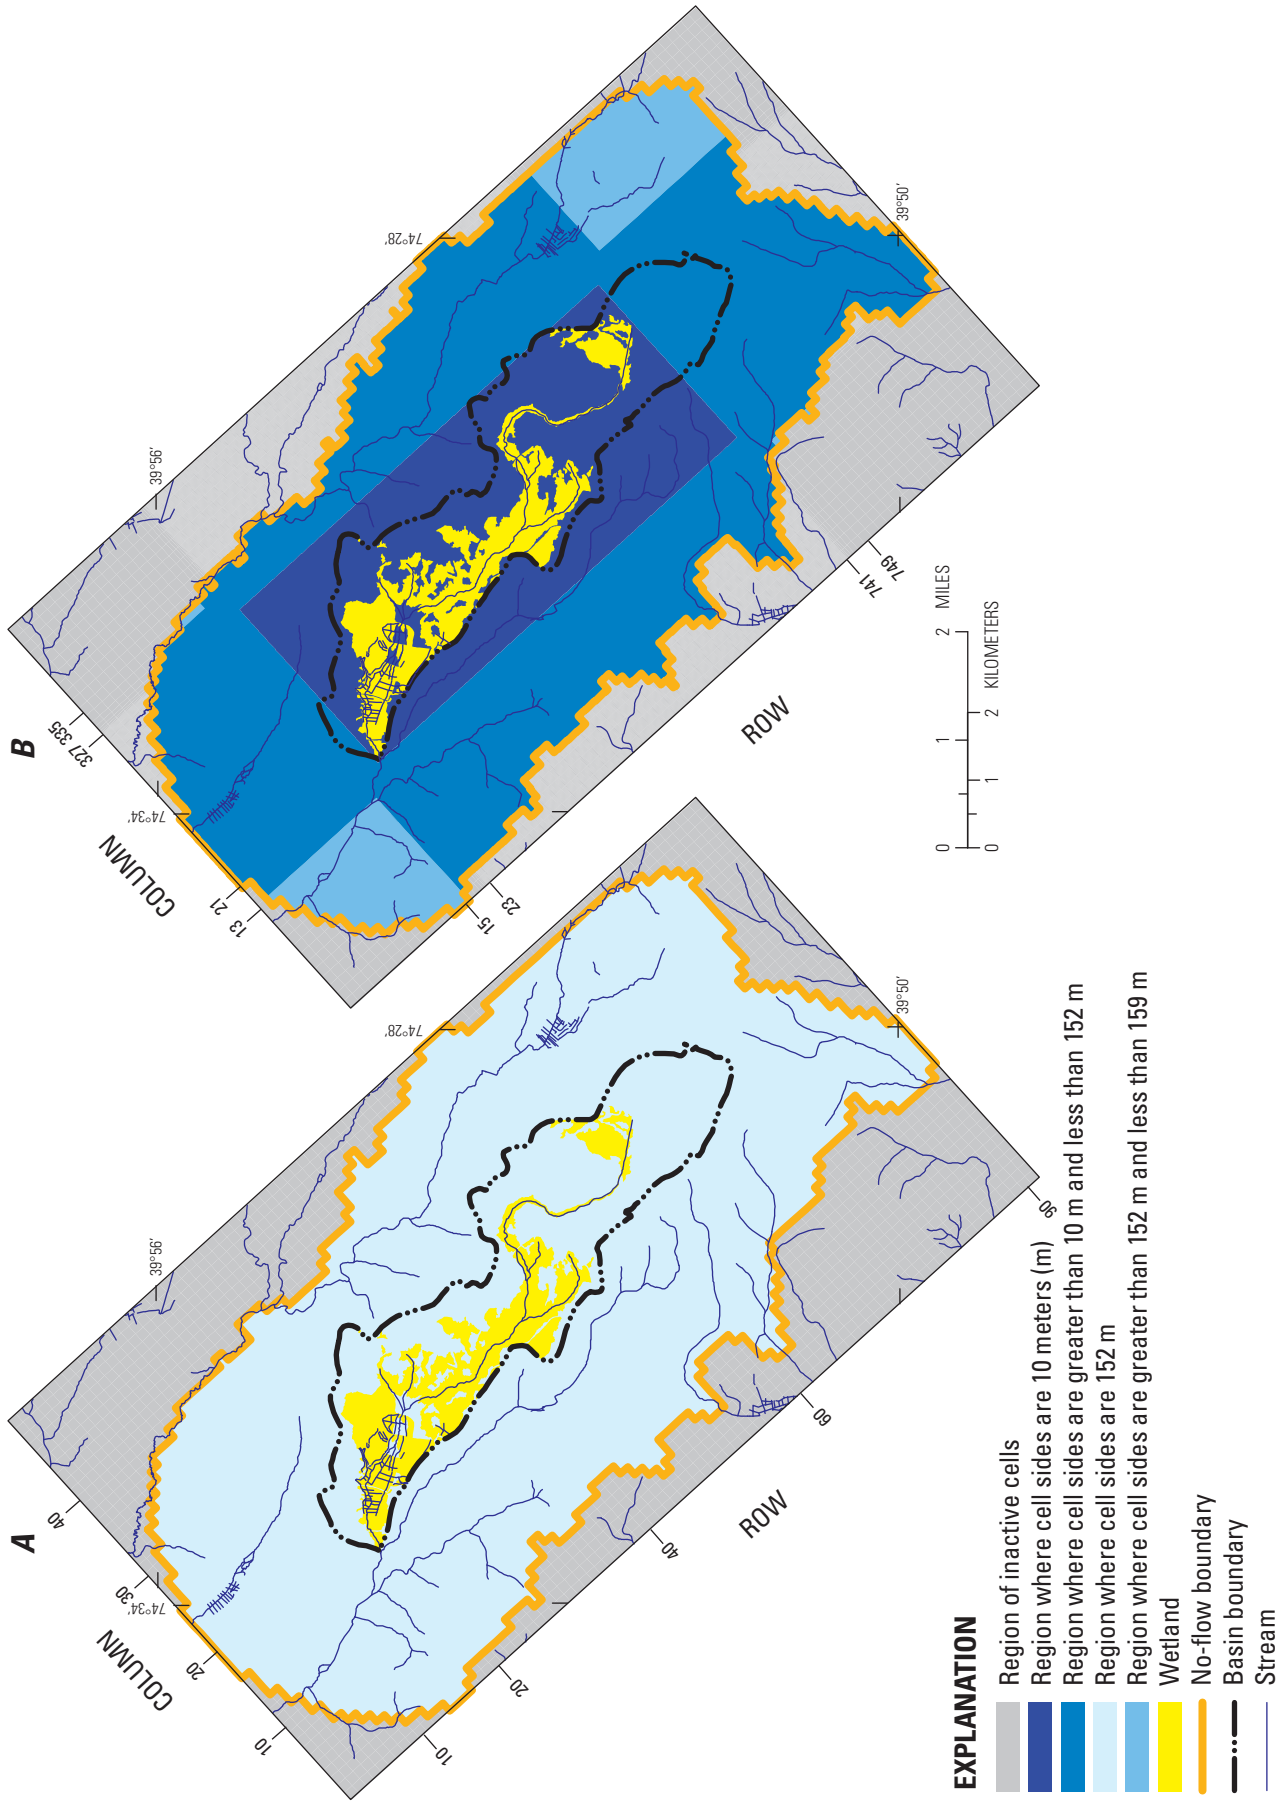 B
39°56′
74°28′
39°50′
327 335
74°34′
COLUMN
13 21
15
23
ROW
741
749
0 1 2 MILES
0 1 2 KILOMETERS
A
39°56′
74°28′
39°50′
40
30
74°34′
COLUMN
20
10
10
20
40
60
90
ROW
EXPLANATION
Region of inactive cells
Region where cell sides are 10 meters (m)
Region where cell sides are greater than 10 m and less than 152 m
Region where cell sides are 152 m
Region where cell sides are greater than 152 m and less than 159 m
Wetland
No-flow boundary
Basin boundary
Stream